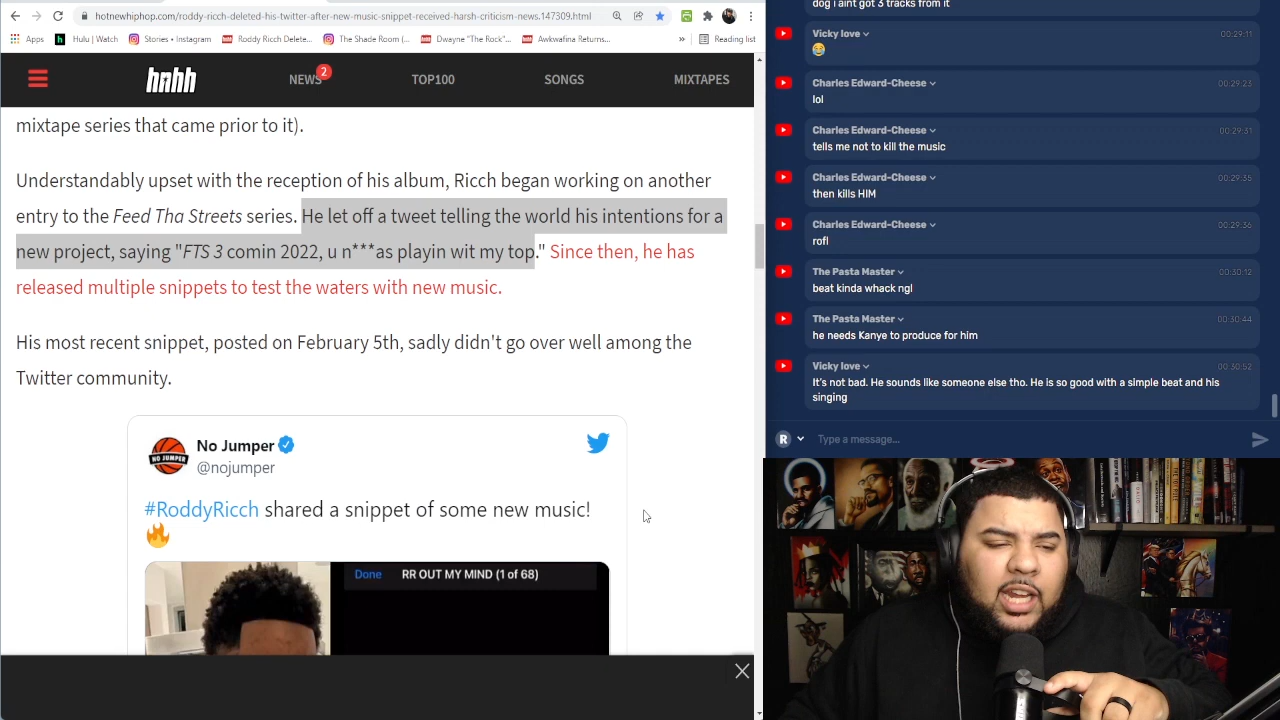 hotnewhiphop.com/roddy-ricch-deleted-his-twitter-after-new-music-snippet-received-harsh-criticism-news.147309.html
Apps Hulu | Watch Stories • Instagram Roddy Ricch Delete... The Shade Room (... Dwayne "The Rock"... Awkwafina Returns... » Reading list
hnhh NEWS 2 TOP100 SONGS MIXTAPES
mixtape series that came prior to it).
Understandably upset with the reception of his album, Ricch began working on another
entry to the Feed Tha Streets series. He let off a tweet telling the world his intentions for a
new project, saying "FTS 3 comin 2022, u n***as playin wit my top." Since then, he has
released multiple snippets to test the waters with new music.
His most recent snippet, posted on February 5th, sadly didn't go over well among the
Twitter community.
No Jumper
@nojumper
#RoddyRicch shared a snippet of some new music!
Done RR OUT MY MIND (1 of 68)
NO JUMPER
dog i aint got 3 tracks from it
Vicky love 00:29:11
Charles Edward-Cheese 00:29:23
lol
Charles Edward-Cheese 00:29:31
tells me not to kill the music
Charles Edward-Cheese 00:29:35
then kills HIM
Charles Edward-Cheese 00:29:36
rofl
The Pasta Master 00:30:12
beat kinda whack ngl
The Pasta Master 00:30:44
he needs Kanye to produce for him
Vicky love 00:30:52
It's not bad. He sounds like someone else tho. He is so good with a simple beat and his
singing
R Type a message...